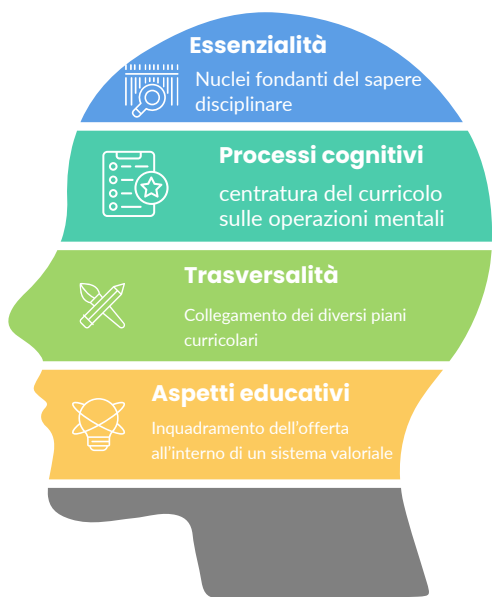 Essenzialità
Nuclei fondanti del sapere
disciplinare
Processi cognitivi
centratura del curricolo
sulle operazioni mentali
Trasversalità
Collegamento dei diversi piani
curricolari
Aspetti educativi
Inquadramento dell'offerta
all'interno di un sistema valoriale